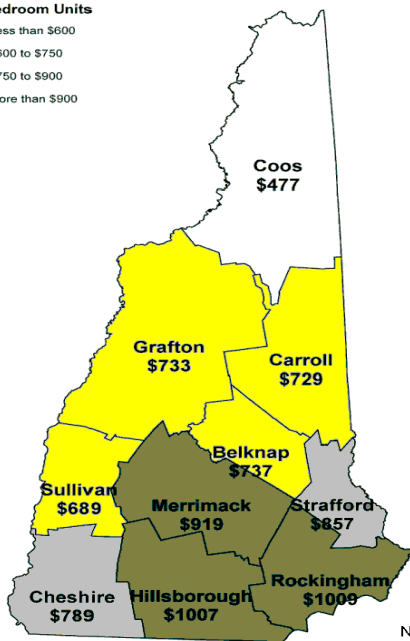 edroom Units
ess than $600
600 to $750
750 to $900
ore than $900
Coos
$477
Grafton
$733
Carroll
$729
Belknap
$737
Sullivan
$689
Merrimack
$919
Strafford
$857
Rockingham
$1009
Cheshire
$789
Hillsborough
$1007
N